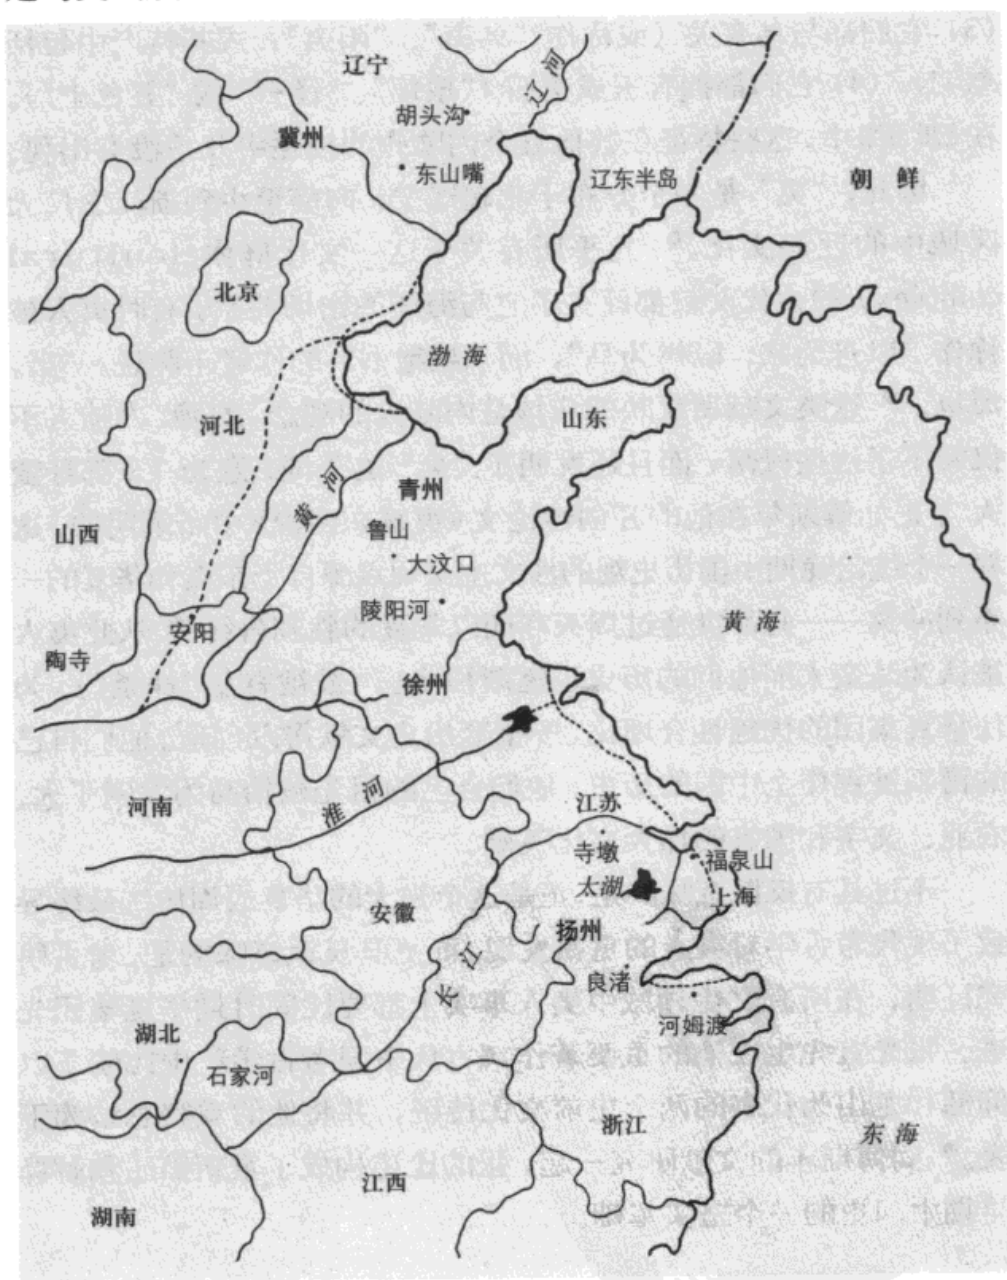 辽宁
辽河
胡头沟
冀州
东山嘴
辽东半岛
朝鲜
北京
渤海
河北
山东
青州
黄河
鲁山
山西
大汶口
陵阳河
黄海
安阳
陶寺
徐州
河南
淮河
江苏
寺墩
福泉山
太湖
上海
安徽
扬州
长江
良渚
河姆渡
湖北
石家河
浙江
东海
江西
湖南